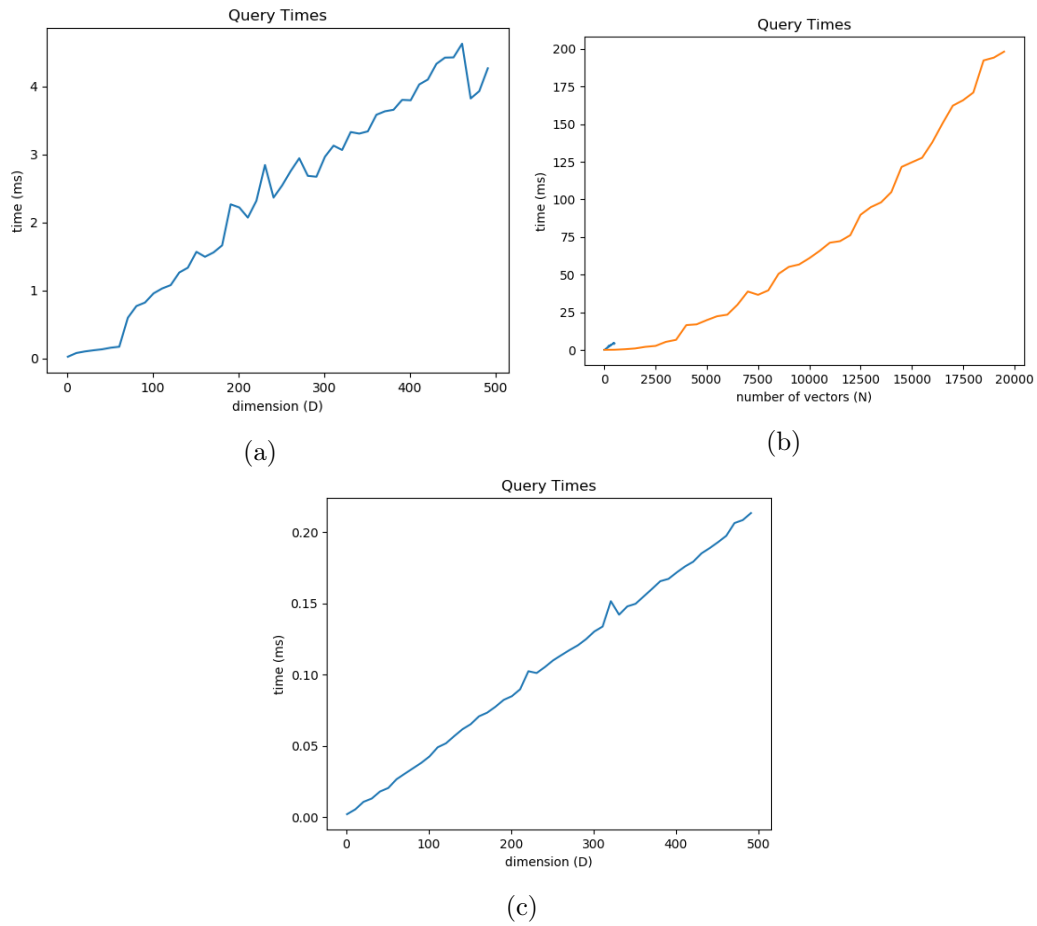 Query Times
4
3
2
1
0
time (ms)
0 100 200 300 400 500
dimension (D)
(a)
Query Times
200
175
150
125
100
75
50
25
0
time (ms)
0 2500 5000 7500 10000 12500 15000 17500 20000
number of vectors (N)
(b)
Query Times
0.20
0.15
0.10
0.05
0.00
time (ms)
0 100 200 300 400 500
dimension (D)
(c)